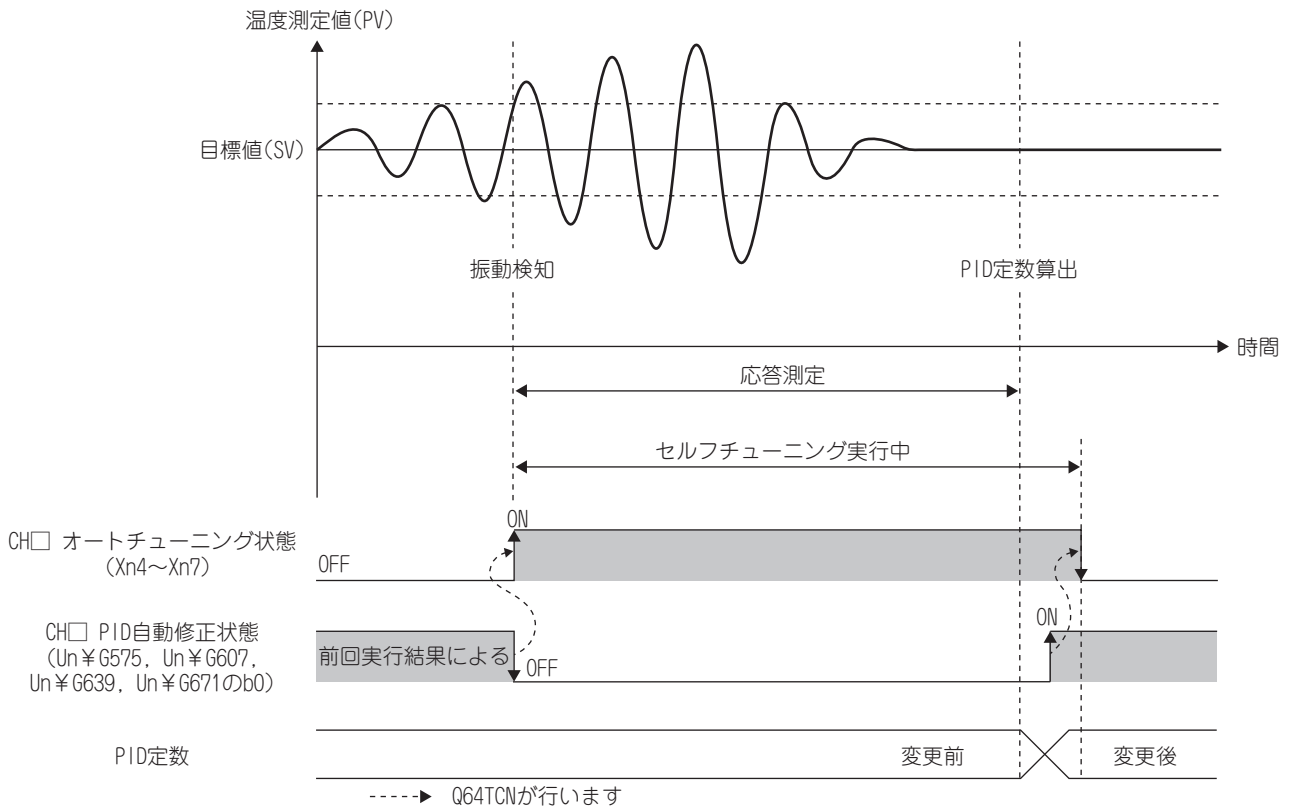 温度測定値(PV)
目標値(SV)
振動検知
PID定数算出
時間
応答測定
セルフチューニング実行中
CH□ オートチューニング状態
(Xn4～Xn7)
OFF
ON
CH□ PID自動修正状態
(Un￥G575, Un￥G607,
Un￥G639, Un￥G671のb0)
前回実行結果による
OFF
ON
PID定数
変更前
変更後
Q64TCNが行います